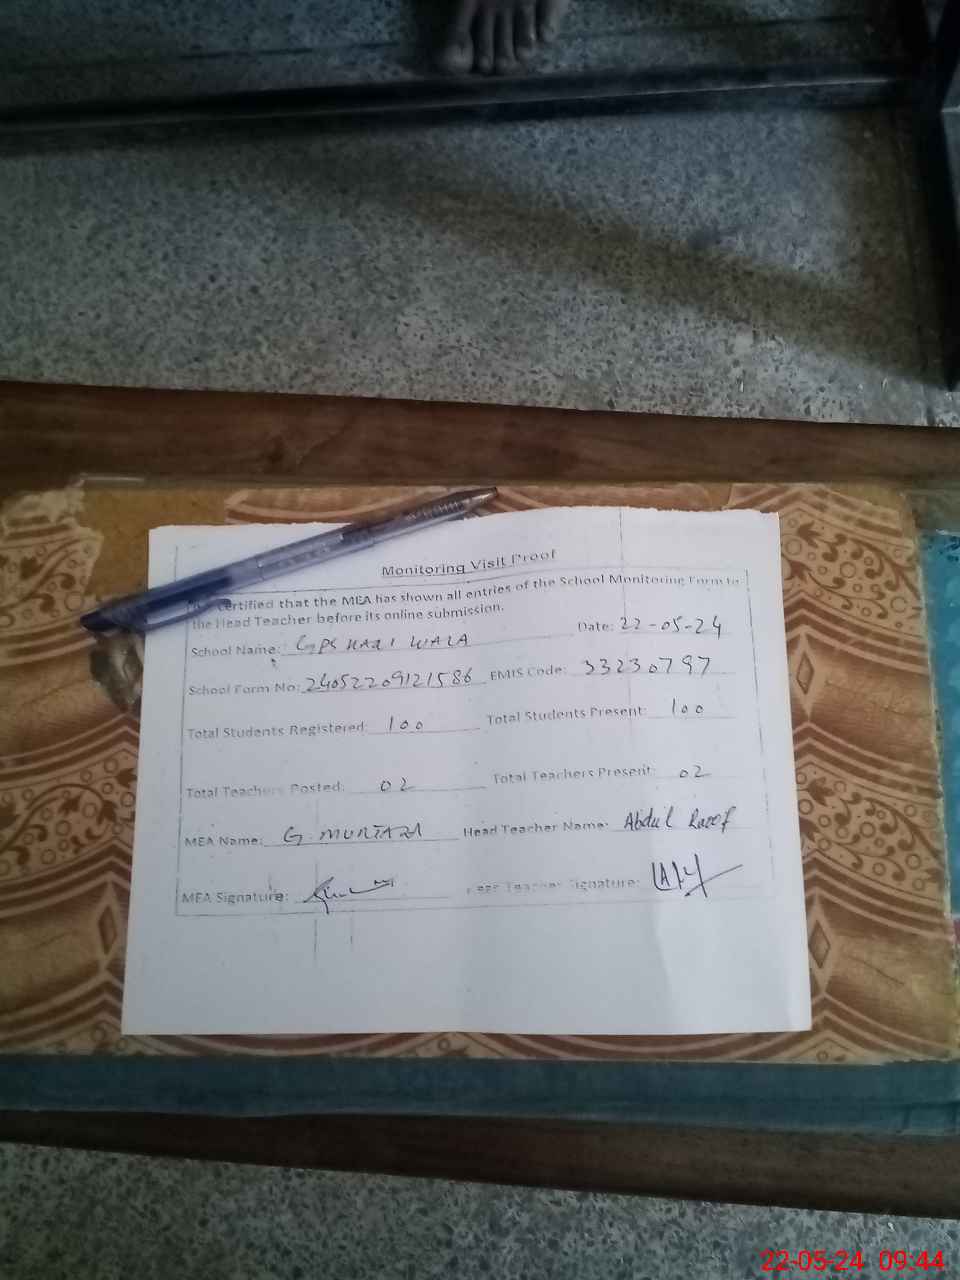 Monitoring Visit Proof
certified that the MEA has shown all entries of the School Monitoring Form to
the Head Teacher before its online submission.
School Name: GPS WALA Date: 22-05-24
School Form No: 24052209121586 EMIS Code: 33230797
Total Students Registered: 100 Total Students Present: 100
Total Teachers Posted: 02 Total Teachers Present: 02
MEA Name: G. MURTAZA Head Teacher Name: Abdul Raoof
MEA Signature: Teacher Signature:
22-05-24 09:44